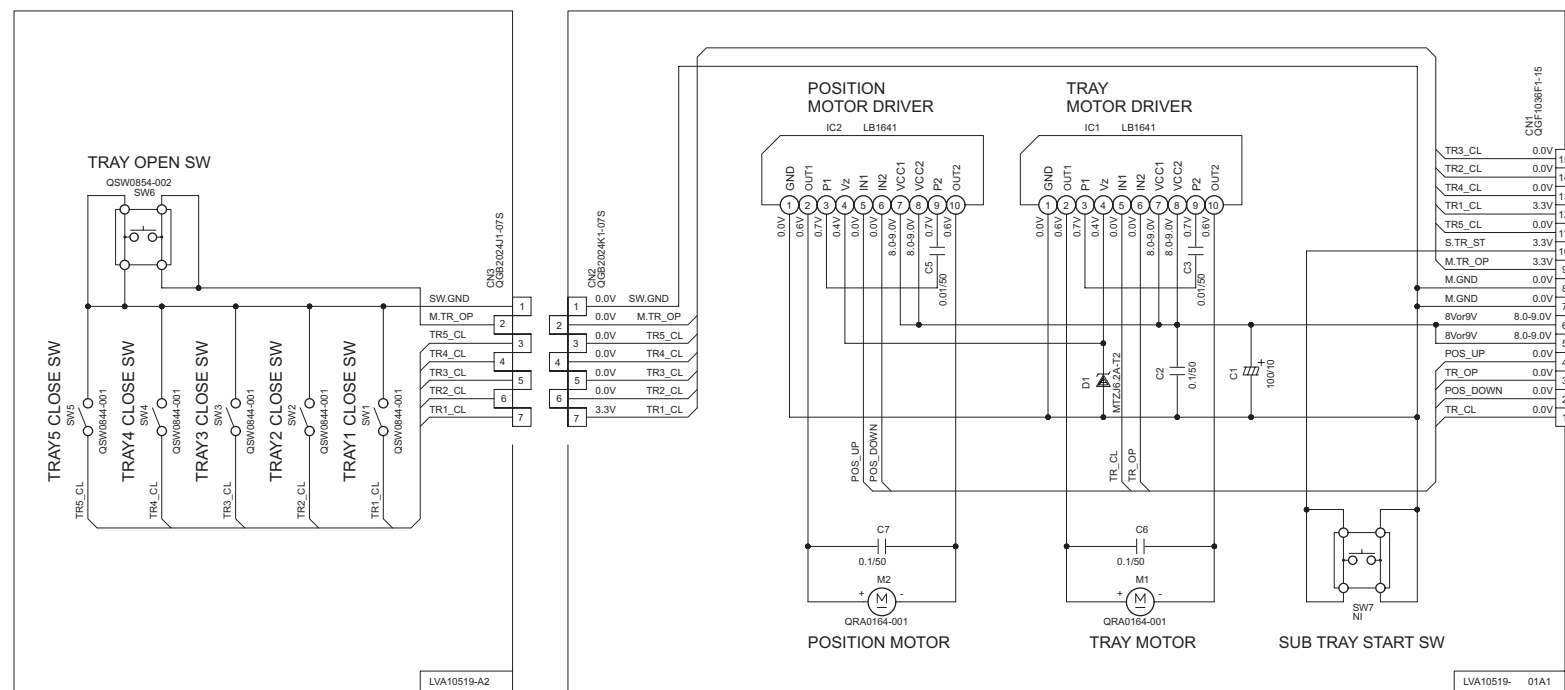 TRAY OPEN SW
QSW0854-002
SW6
CN3
QGB2024J1-07S
SW.GND 1
M.TR_OP 2
TR5_CL 3
TR4_CL 4
TR3_CL 5
TR2_CL 6
TR1_CL 7
TRAY5 CLOSE SW
SW5
QSW0844-001
TRAY4 CLOSE SW
SW4
QSW0844-001
TRAY3 CLOSE SW
SW3
QSW0844-001
TRAY2 CLOSE SW
SW2
QSW0844-001
TRAY1 CLOSE SW
SW1
QSW0844-001
TR5_CL
TR4_CL
TR3_CL
TR2_CL
TR1_CL
LVA10519-A2
CN2
QGB2024K1-07S
1 0.0V SW.GND
2 0.0V M.TR_OP
3 0.0V TR5_CL
4 0.0V TR4_CL
5 0.0V TR3_CL
6 0.0V TR2_CL
7 3.3V TR1_CL
POSITION
MOTOR DRIVER
IC2 LB1641
GND OUT1 P1 Vz IN1 IN2 VCC1 VCC2 P2 OUT2
1 2 3 4 5 6 7 8 9 10
0.0V 0.6V 0.7V 0.4V 0.0V 0.0V 8.0-9.0V 8.0-9.0V 0.7V 0.6V
C5
0.01/50
TRAY
MOTOR DRIVER
IC1 LB1641
GND OUT1 P1 Vz IN1 IN2 VCC1 VCC2 P2 OUT2
1 2 3 4 5 6 7 8 9 10
0.0V 0.6V 0.7V 0.4V 0.0V 0.0V 8.0-9.0V 8.0-9.0V 0.7V 0.6V
C3
0.01/50
D1
MTZJ6.2A-T2
C2
0.1/50
C1
+
100/10
POS_UP
POS_DOWN
TR_CL
TR_OP
C7
0.1/50
M2
+ M -
QRA0164-001
POSITION MOTOR
C6
0.1/50
M1
+ M -
QRA0164-001
TRAY MOTOR
SW7
NI
SUB TRAY START SW
CN1
QGF1036F1-15
TR3_CL 0.0V 15
TR2_CL 0.0V 14
TR4_CL 0.0V 13
TR1_CL 3.3V 12
TR5_CL 0.0V 11
S.TR_ST 3.3V 10
M.TR_OP 3.3V 9
M.GND 0.0V 8
M.GND 0.0V 7
8Vor9V 8.0-9.0V 6
8Vor9V 8.0-9.0V 5
POS_UP 0.0V 4
TR_OP 0.0V 3
POS_DOWN 0.0V 2
TR_CL 0.0V 1
LVA10519- 01A1